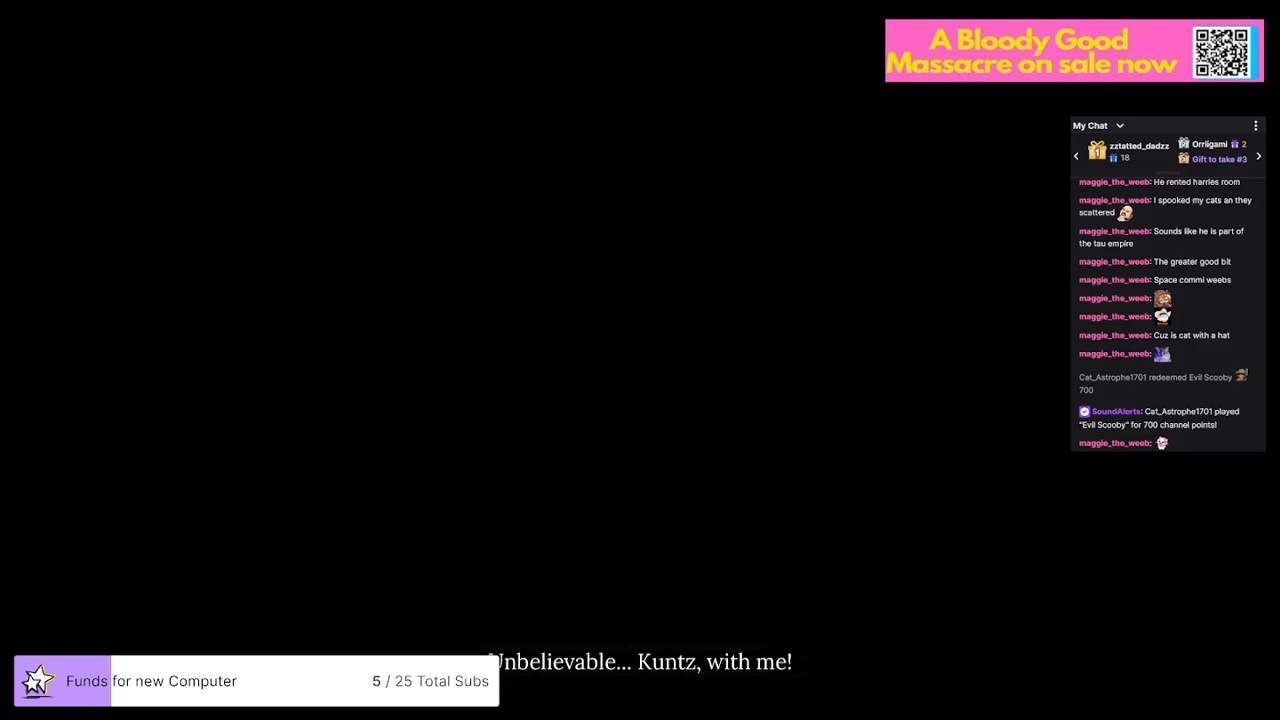 A Bloody Good
Massacre on sale now
My Chat
1
zztatted_dadzz
18
2
Orriigami 2
3
Gift to take #3
maggie_the_weeb: He rented harries room
maggie_the_weeb: I spooked my cats an they
scattered
maggie_the_weeb: Sounds like he is part of
the tau empire
maggie_the_weeb: The greater good bit
maggie_the_weeb: Space commi weebs
maggie_the_weeb:
maggie_the_weeb:
maggie_the_weeb: Cuz is cat with a hat
maggie_the_weeb:
Cat_Astrophe1701 redeemed Evil Scooby
700
SoundAlerts: Cat_Astrophe1701 played
"Evil Scooby" for 700 channel points!
maggie_the_weeb:
Unbelievable... Kuntz, with me!
Funds for new Computer
5 / 25 Total Subs